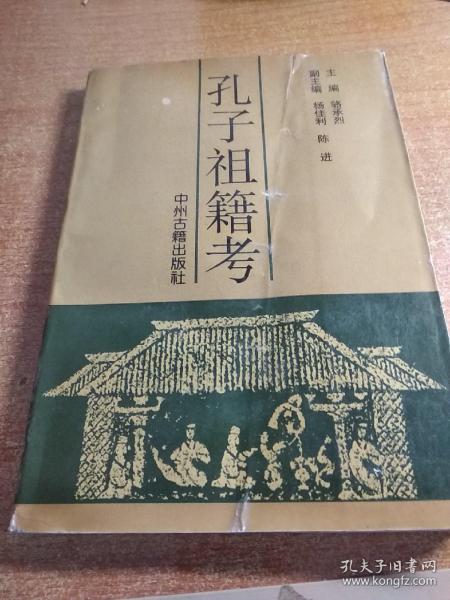 主编 骆承烈
副主编 杨佳利 陈进
孔子祖籍考
中州古籍出版社
孔夫子旧书网
www.kongfz.com